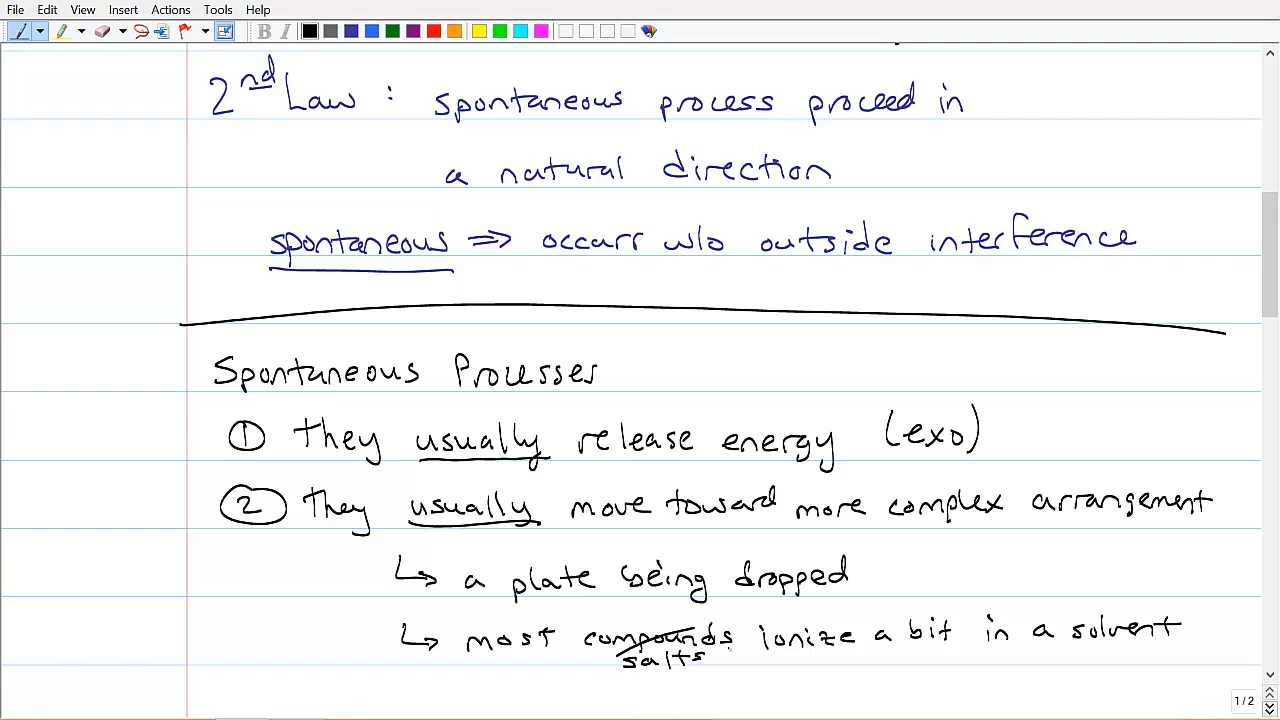 File Edit View Insert Actions Tools Help
B I
2nd Law : spontaneous process proceed in
a natural direction
spontaneous ⇒ occurr w/o outside interference
Spontaneous Processes
① They usually release energy (exo)
② They usually move toward more complex arrangement
↳ a plate being dropped
↳ most compounds ionize a bit in a solvent
salts
1/2